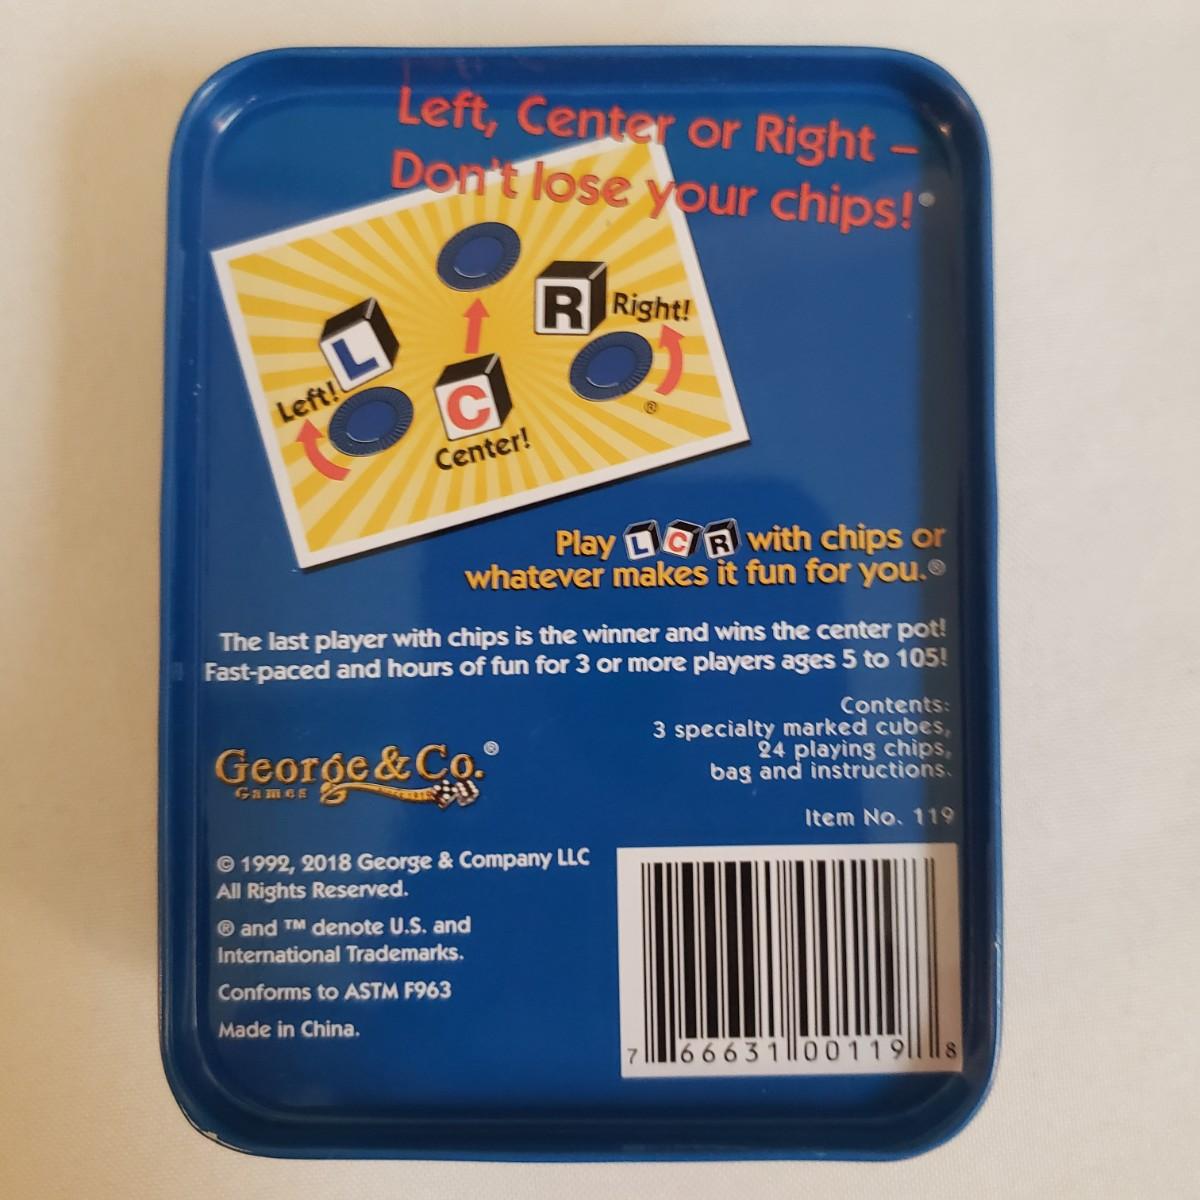 Left, Center or Right –
Don't lose your chips!®
L
R
Right!
Left!
C
Center!
®
Play L C R with chips or
whatever makes it fun for you.®
The last player with chips is the winner and wins the center pot!
Fast-paced and hours of fun for 3 or more players ages 5 to 105!
Contents:
3 specialty marked cubes,
24 playing chips,
bag and instructions.
George & Co.®
Games
Item No. 119
© 1992, 2018 George & Company LLC
All Rights Reserved.
® and ™ denote U.S. and
International Trademarks.
Conforms to ASTM F963
Made in China.
7 66631 00119 8